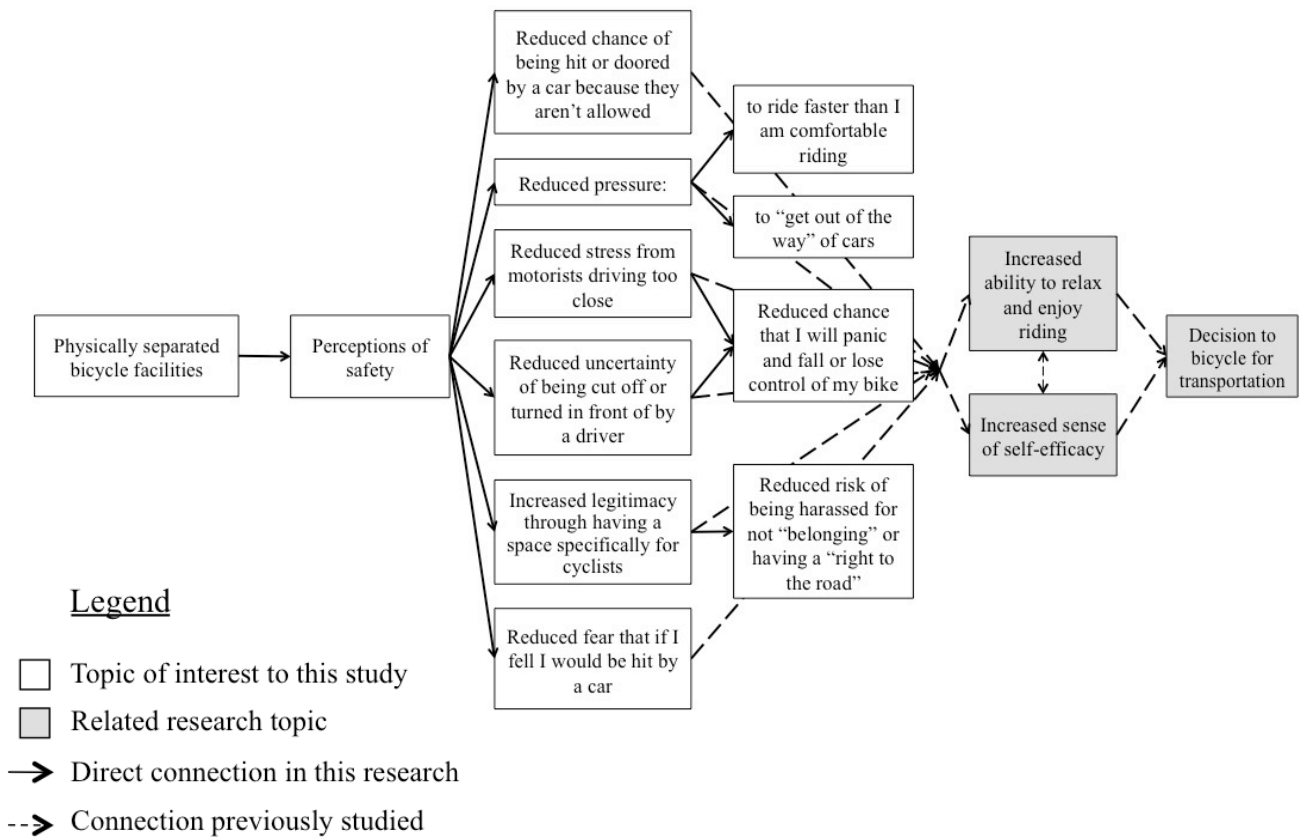 Physically separated
bicycle facilities
Perceptions of
safety
Reduced chance of
being hit or doored
by a car because they
aren’t allowed
Reduced pressure:
Reduced stress from
motorists driving too
close
Reduced uncertainty
of being cut off or
turned in front of by
a driver
Increased legitimacy
through having a
space specifically for
cyclists
Reduced fear that if I
fell I would be hit by
a car
to ride faster than I
am comfortable
riding
to “get out of the
way” of cars
Reduced chance
that I will panic
and fall or lose
control of my bike
Reduced risk of
being harassed for
not “belonging” or
having a “right to
the road”
Increased
ability to relax
and enjoy
riding
Increased sense
of self-efficacy
Decision to
bicycle for
transportation
Legend
Topic of interest to this study
Related research topic
Direct connection in this research
Connection previously studied